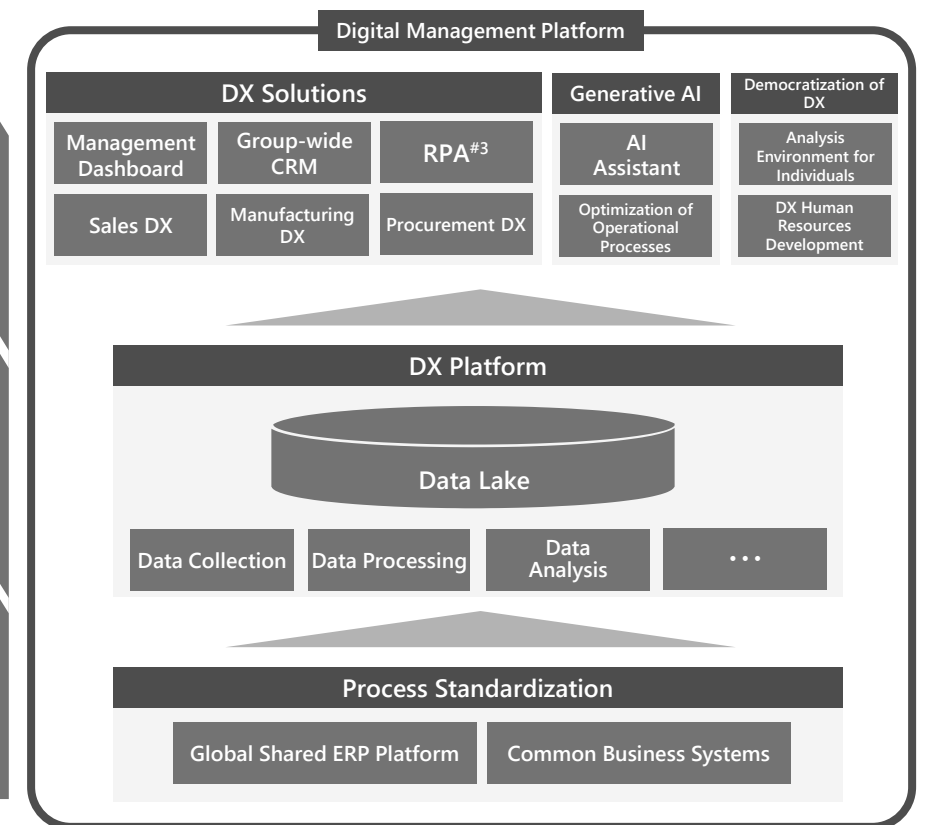 Digital Management Platform
DX Solutions
Management
Dashboard
Group-wide
CRM
RPA#3
Sales DX
Manufacturing
DX
Procurement DX
Generative AI
AI
Assistant
Optimization of
Operational
Processes
Democratization of
DX
Analysis
Environment for
Individuals
DX Human
Resources
Development
DX Platform
Data Lake
Data Collection
Data Processing
Data
Analysis
...
Process Standardization
Global Shared ERP Platform
Common Business Systems